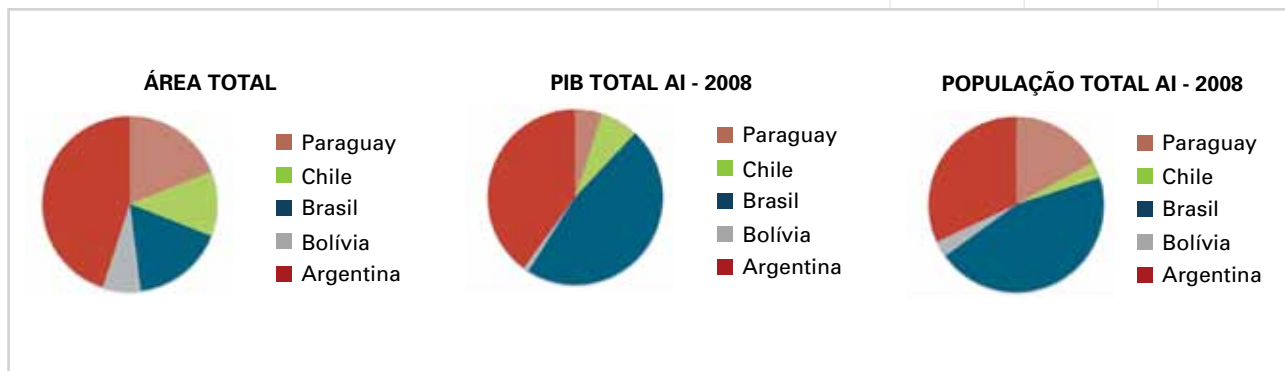 ÁREA TOTAL
Paraguay
Chile
Brasil
Bolívia
Argentina
PIB TOTAL AI - 2008
Paraguay
Chile
Brasil
Bolívia
Argentina
POPULAÇÃO TOTAL AI - 2008
Paraguay
Chile
Brasil
Bolívia
Argentina